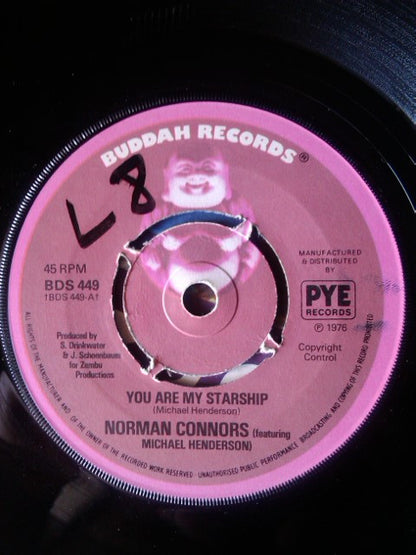 BUDDAH RECORDS®
L8
45 RPM
BDS 449
(BDS 449-A)
MANUFACTURED
& DISTRIBUTED
BY
PYE
RECORDS
℗ 1976
Copyright
Control
Produced by
S. Drinkwater
& J. Schoenbaum
for Zembu
Productions
YOU ARE MY STARSHIP
(Michael Henderson)
NORMAN CONNORS (featuring
MICHAEL HENDERSON)
ALL RIGHTS OF THE MANUFACTURER AND OF THE OWNER OF THE RECORDED WORK RESERVED UNAUTHORISED PUBLIC PERFORMANCE BROADCASTING AND COPYING OF THIS RECORD PROHIBITED